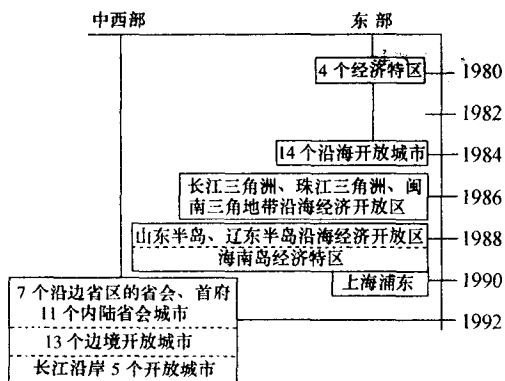 中西部
东部
4个经济特区
1980
1982
14个沿海开放城市
1984
长江三角洲、珠江三角洲、闽
南三角地带沿海经济开放区
1986
山东半岛、辽东半岛沿海经济开放区
海南岛经济特区
1988
上海浦东
1990
7个沿边省区的省会、首府
11个内陆省会城市
13个边境开放城市
长江沿岸5个开放城市
1992